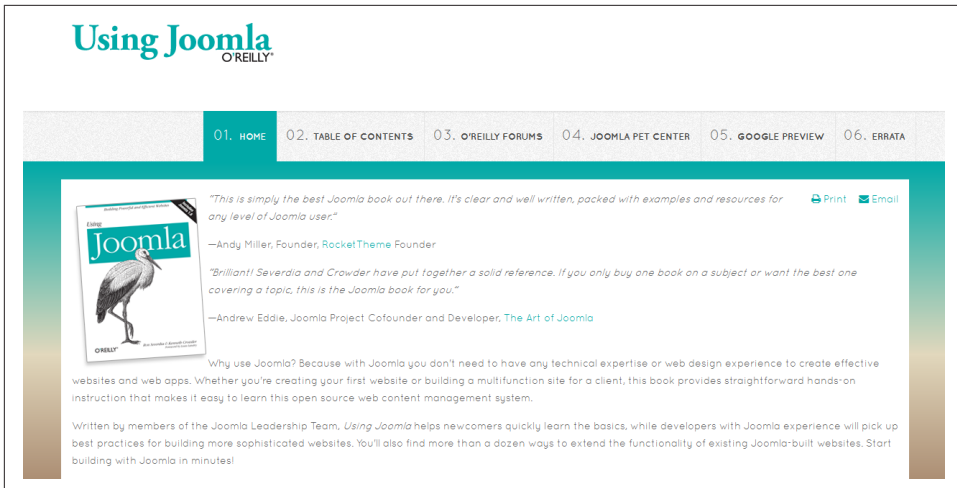 Using Joomla
O'REILLY®
01. HOME 02. TABLE OF CONTENTS 03. O'REILLY FORUMS 04. JOOMLA PET CENTER 05. GOOGLE PREVIEW 06. ERRATA
Building Powerful and Efficient Websites
Using
Joomla
O'REILLY®
Ron Severdia & Kenneth Crowder
"This is simply the best Joomla book out there. It's clear and well written, packed with examples and resources for
any level of Joomla user."
Print Email
—Andy Miller, Founder, RocketTheme Founder
"Brilliant! Severdia and Crowder have put together a solid reference. If you only buy one book on a subject or want the best one
covering a topic, this is the Joomla book for you."
—Andrew Eddie, Joomla Project Cofounder and Developer, The Art of Joomla
Why use Joomla? Because with Joomla you don't need to have any technical expertise or web design experience to create effective
websites and web apps. Whether you're creating your first website or building a multifunction site for a client, this book provides straightforward hands-on
instruction that makes it easy to learn this open source web content management system.
Written by members of the Joomla Leadership Team, Using Joomla helps newcomers quickly learn the basics, while developers with Joomla experience will pick up
best practices for building more sophisticated websites. You'll also find more than a dozen ways to extend the functionality of existing Joomla-built websites. Start
building with Joomla in minutes!